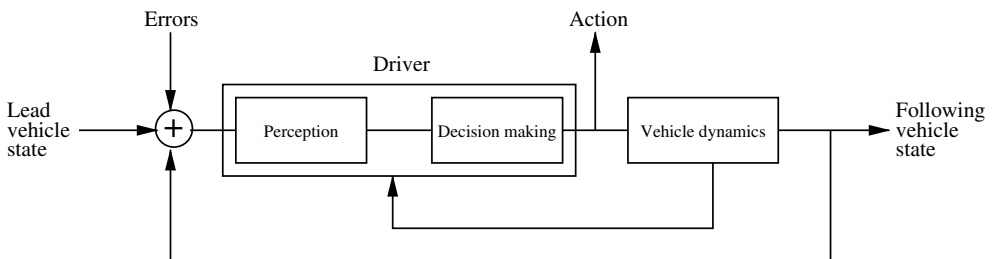 Errors
Action
Driver
Lead
vehicle
state
+
Perception
Decision making
Vehicle dynamics
Following
vehicle
state